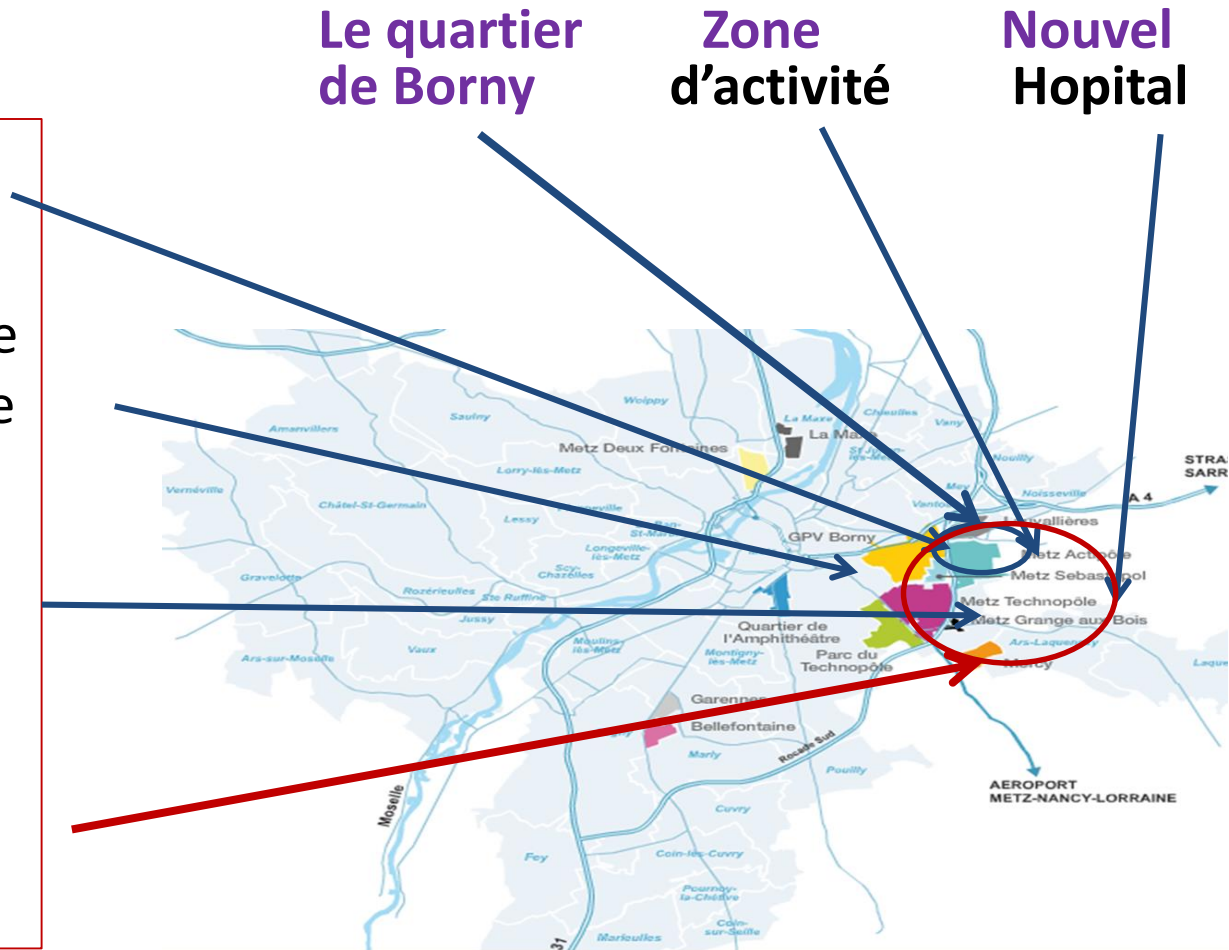 Le quartier
de Borny
Zone
d'activité
Nouvel
Hopital
e
e
Woippy
La Maxe
Chieulles
Vany
Saulny
Amanvillers
La Maxe
Metz Deux Fontaines
Nouilly
Lorry-lès-Metz
STRAS
SARR
Vernéville
Mey
Noisseville
A 4
Châtel-St-Germain
Lessy
GPV Borny
Metz Actipôle
Longeville-
lès-Metz
Metz Sebastopol
Gravelotte
Scy-
Chazelles
Rozérieulles
Ste Ruffine
Metz Technopôle
Jussy
Metz Grange aux Bois
Quartier de
l'Amphithéâtre
Moulins-
lès-Metz
Ars-Laquenexy
Vaux
Montigny-
lès-Metz
Parc du
Technopôle
Ars-sur-Moselle
Mercy
Laque
Garennes
Bellefontaine
Marly
Rocade Sud
Pouilly
AEROPORT
METZ-NANCY-LORRAINE
Moselle
Cuvry
Fey
Coin-lès-Cuvry
Pournoy-
la-Chétive
Coin-
sur-Seille
Marieulles
31